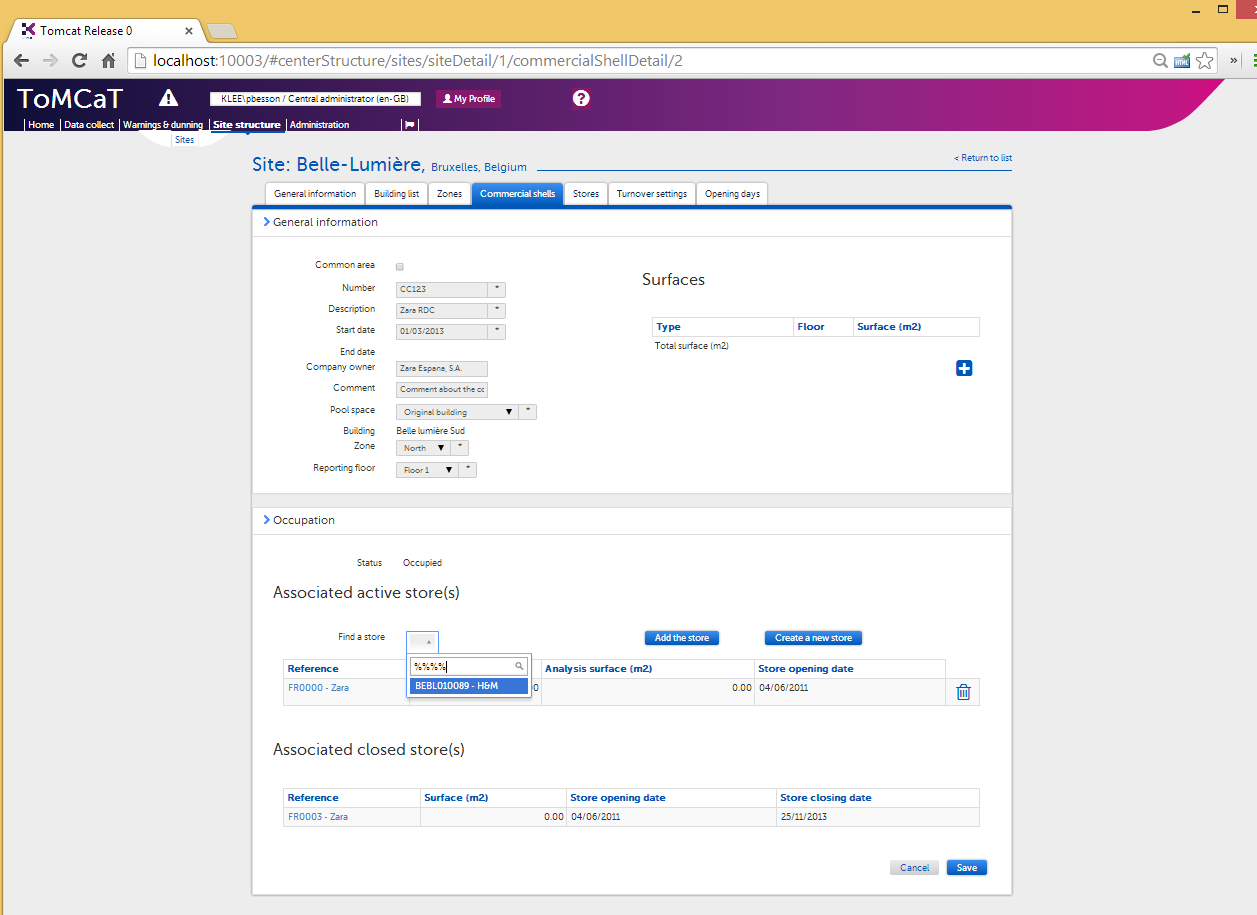 Tomcat Release 0
localhost:10003/#centerStructure/sites/siteDetail/1/commercialShellDetail/2
ToMCaT
KLEE\pbesson / Central administrator (en-GB)
My Profile
?
Home
Data collect
Warnings & dunning
Site structure
Administration
Sites
Site: Belle-Lumière, Bruxelles, Belgium
< Return to list
General information
Building list
Zones
Commercial shells
Stores
Turnover settings
Opening days
General information
Common area
Number CC123 *
Description Zara RDC *
Start date 01/03/2013 *
End date
Company owner Zara Espana, S.A.
Comment Comment about the cc
Pool space Original building *
Building Belle lumière Sud
Zone North *
Reporting floor Floor 1 *
Surfaces
Type Floor Surface (m2)
Total surface (m2)
Occupation
Status Occupied
Associated active store(s)
Find a store
Add the store
Create a new store
%%%%
BEBL010089 - H&M
Reference Analysis surface (m2) Store opening date
FR0000 - Zara 0 0.00 04/06/2011
Associated closed store(s)
Reference Surface (m2) Store opening date Store closing date
FR0003 - Zara 0.00 04/06/2011 25/11/2013
Cancel
Save